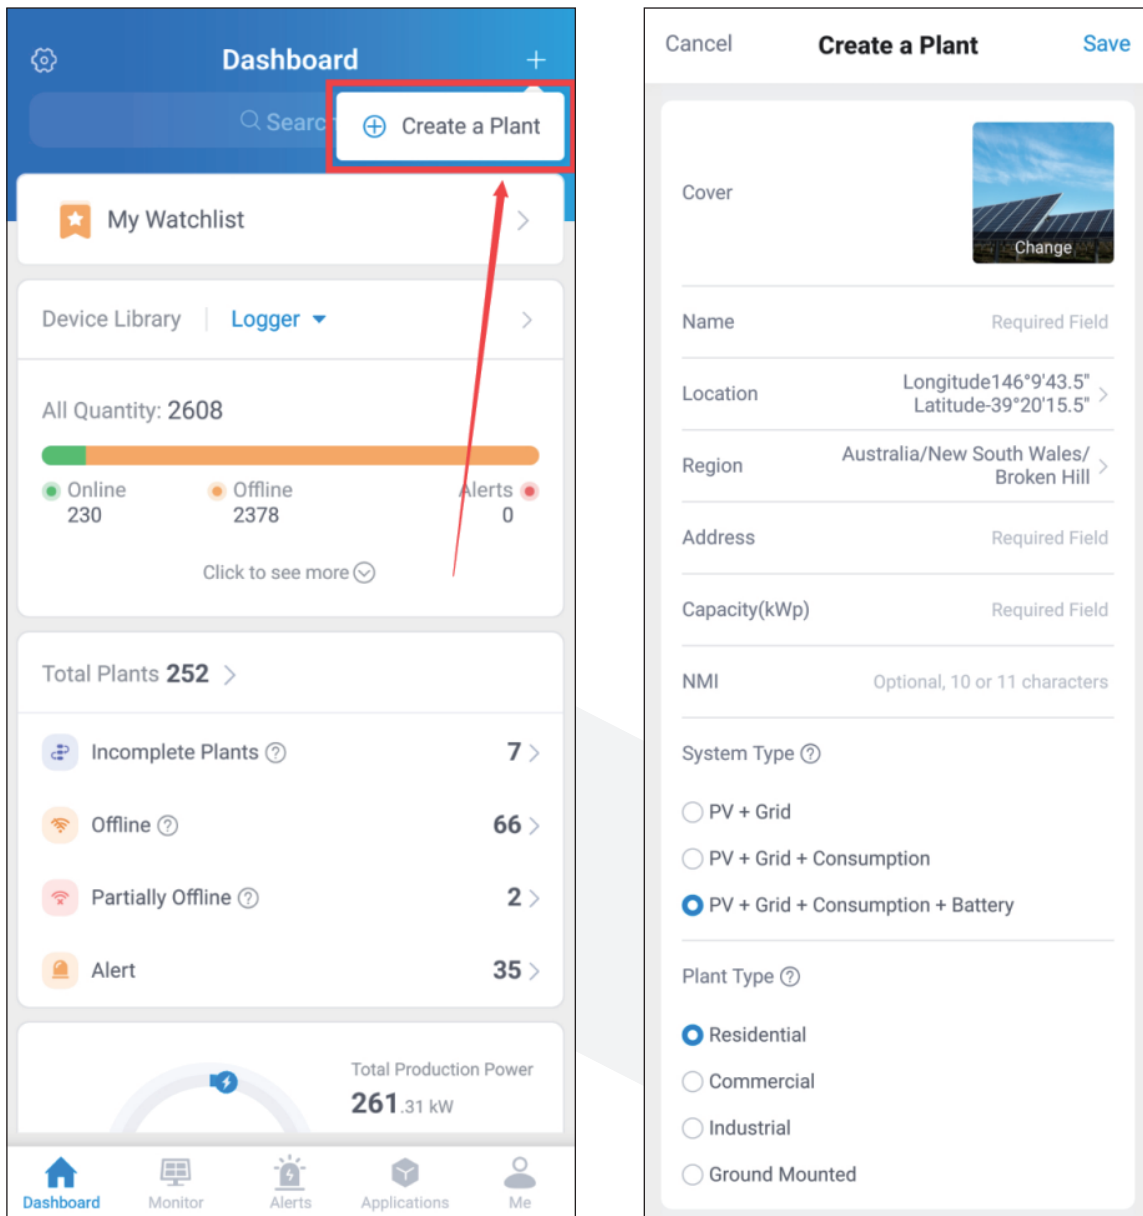 Dashboard
Search
Create a Plant
My Watchlist
Device Library
Logger
All Quantity: 2608
Online
230
Offline
2378
Alerts
0
Click to see more
Total Plants 252
Incomplete Plants
7
Offline
66
Partially Offline
2
Alert
35
Total Production Power
261.31 kW
Dashboard
Monitor
Alerts
Applications
Me
Cancel
Create a Plant
Save
Cover
Change
Name
Required Field
Location
Longitude146°9'43.5"
Latitude-39°20'15.5"
Region
Australia/New South Wales/
Broken Hill
Address
Required Field
Capacity(kWp)
Required Field
NMI
Optional, 10 or 11 characters
System Type
PV + Grid
PV + Grid + Consumption
PV + Grid + Consumption + Battery
Plant Type
Residential
Commercial
Industrial
Ground Mounted